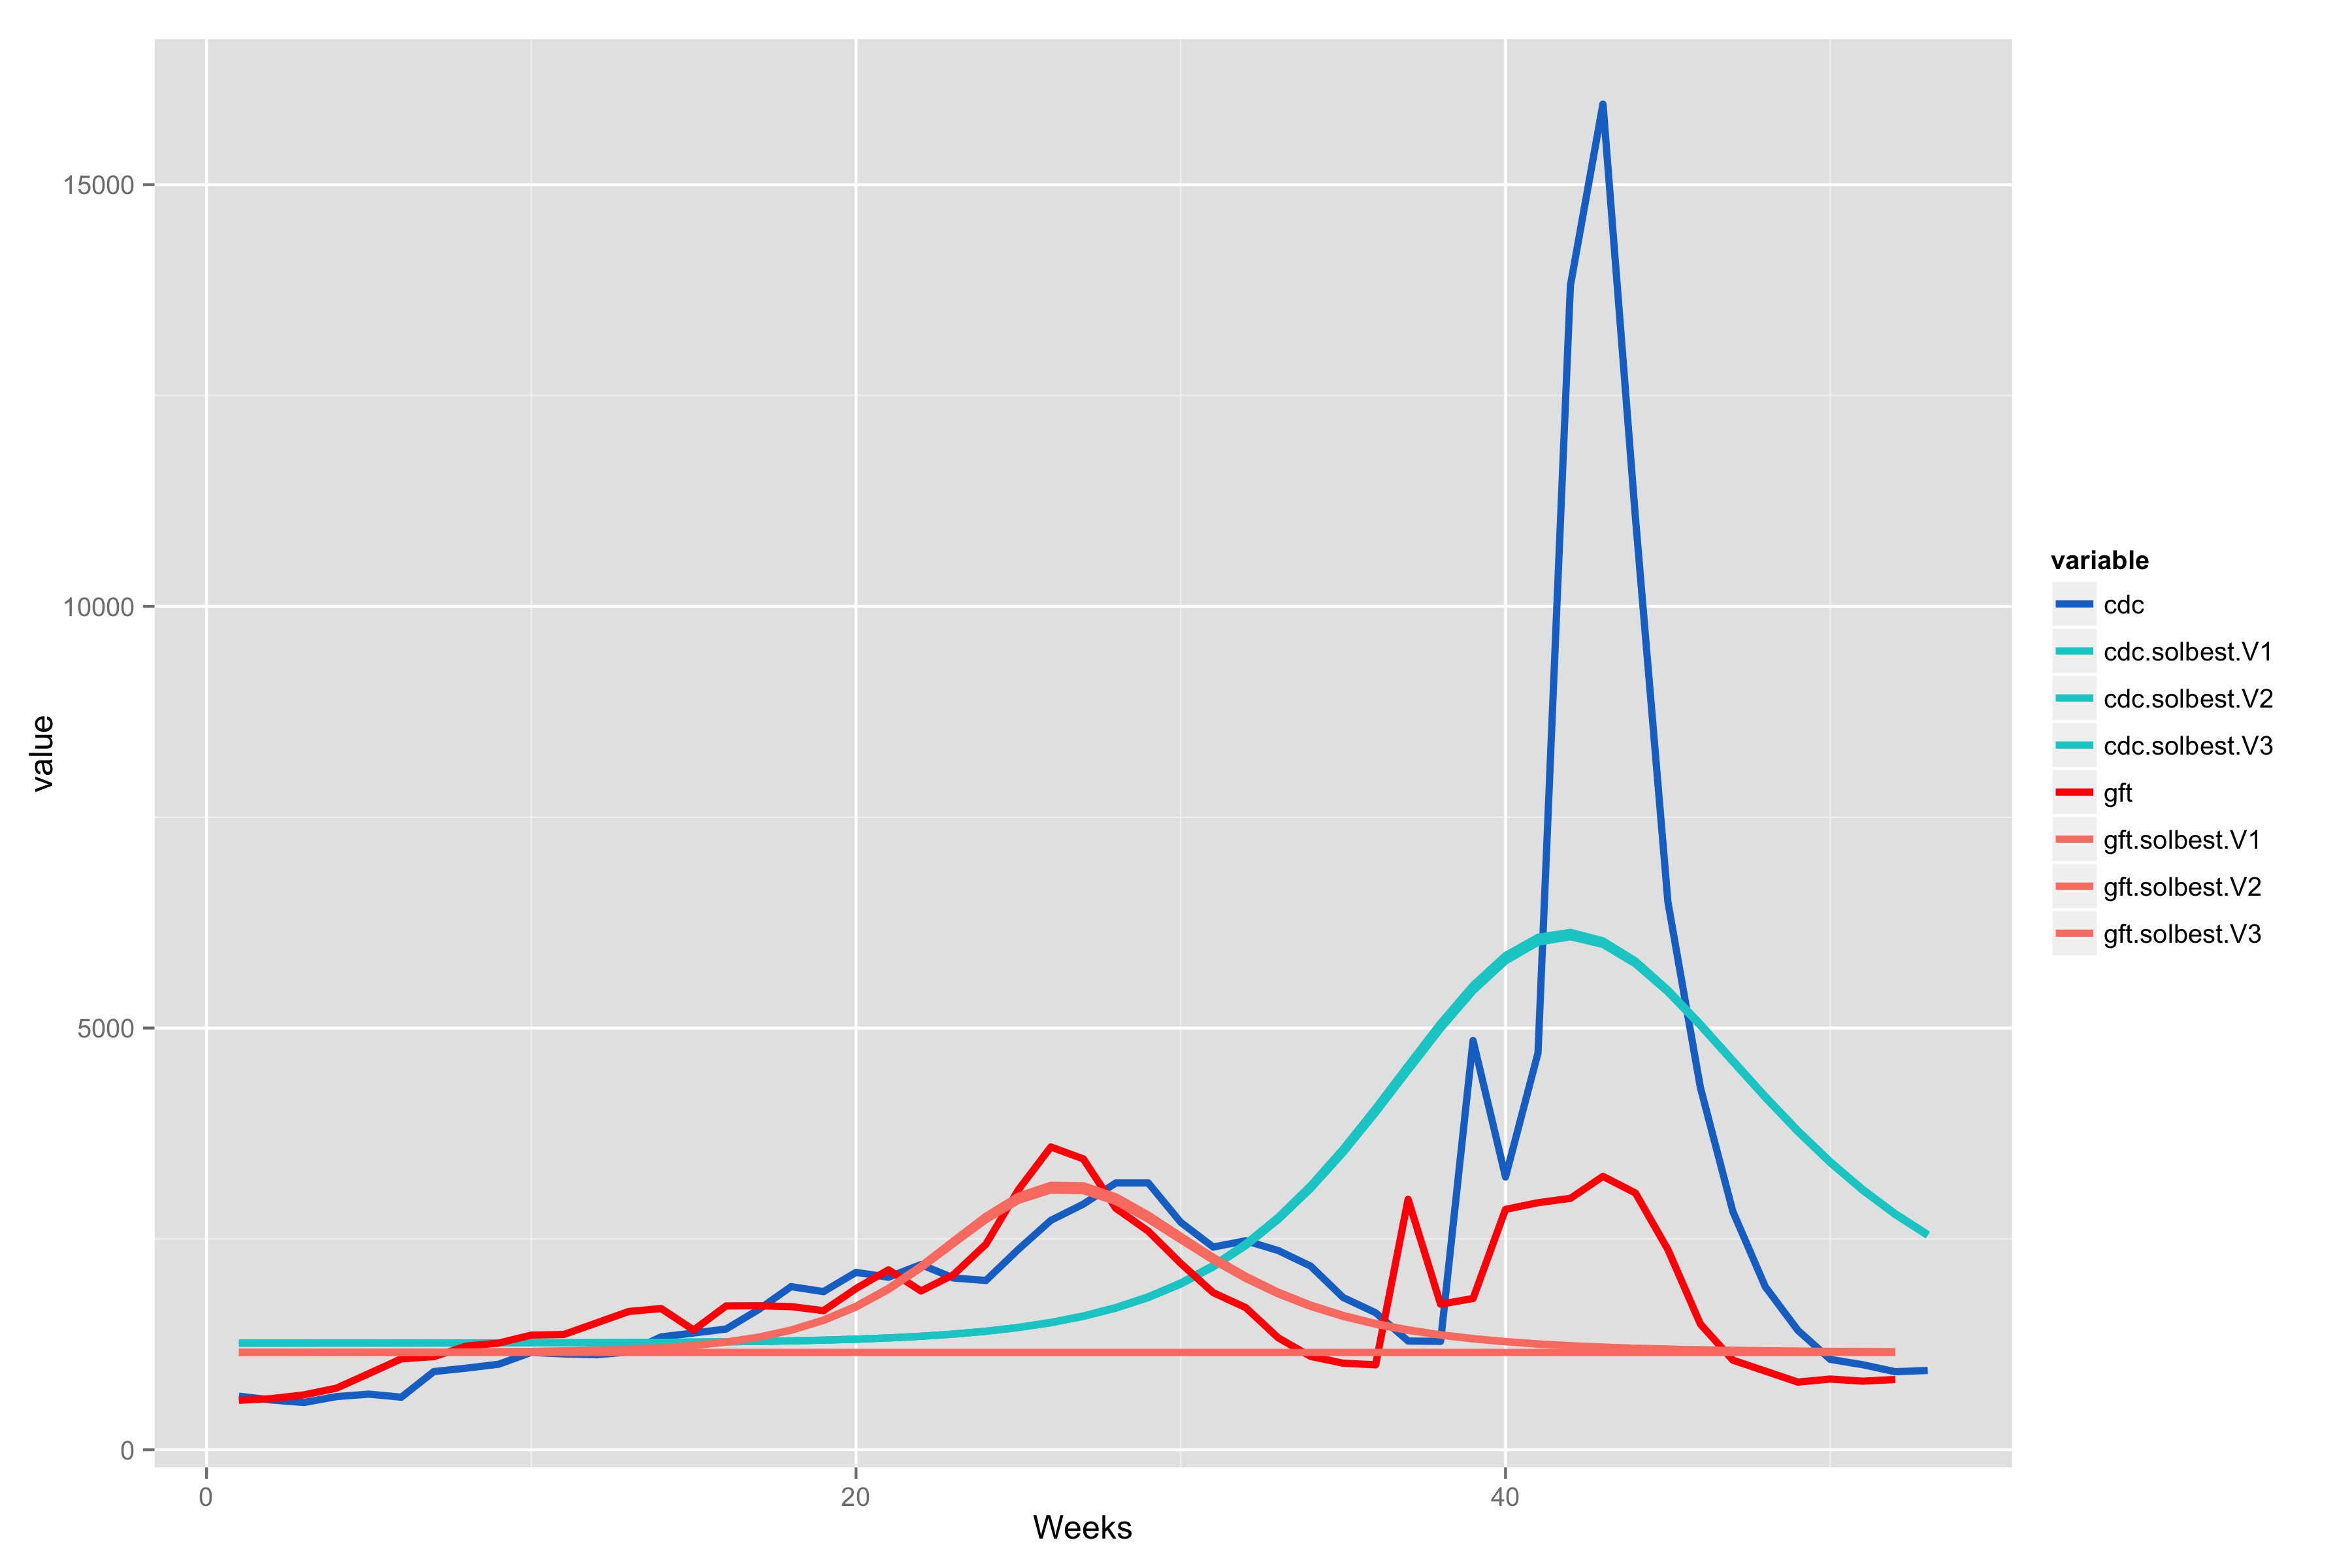 15000
10000
5000
0
value
0
20
40
Weeks
variable
cdc
cdc.solbest.V1
cdc.solbest.V2
cdc.solbest.V3
gft
gft.solbest.V1
gft.solbest.V2
gft.solbest.V3